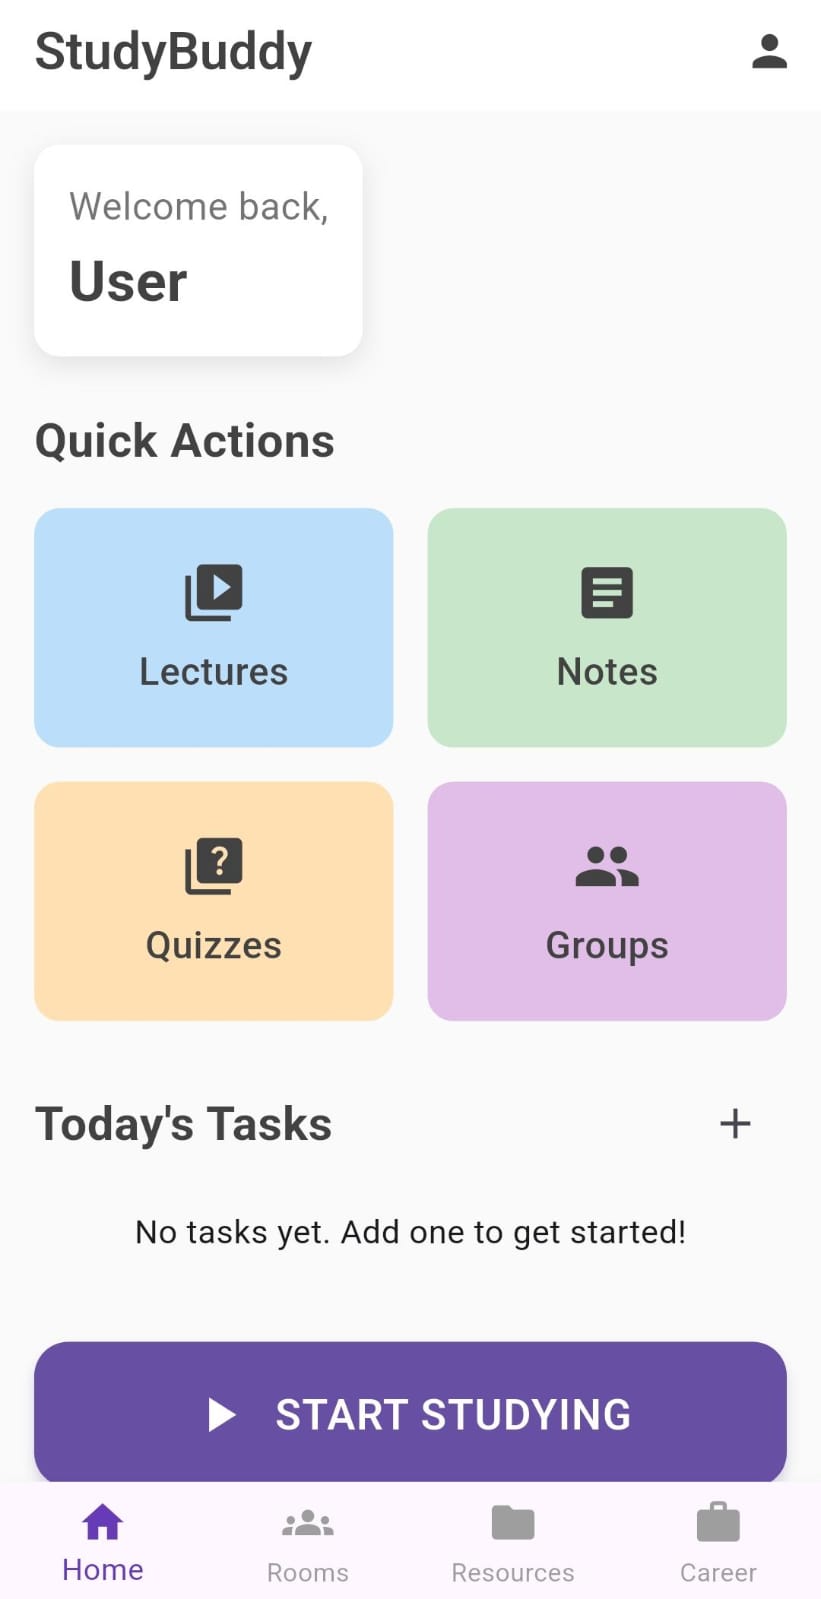 StudyBuddy
Welcome back,
User
Quick Actions
Lectures
Notes
Quizzes
Groups
Today's Tasks
No tasks yet. Add one to get started!
START STUDYING
Home
Rooms
Resources
Career